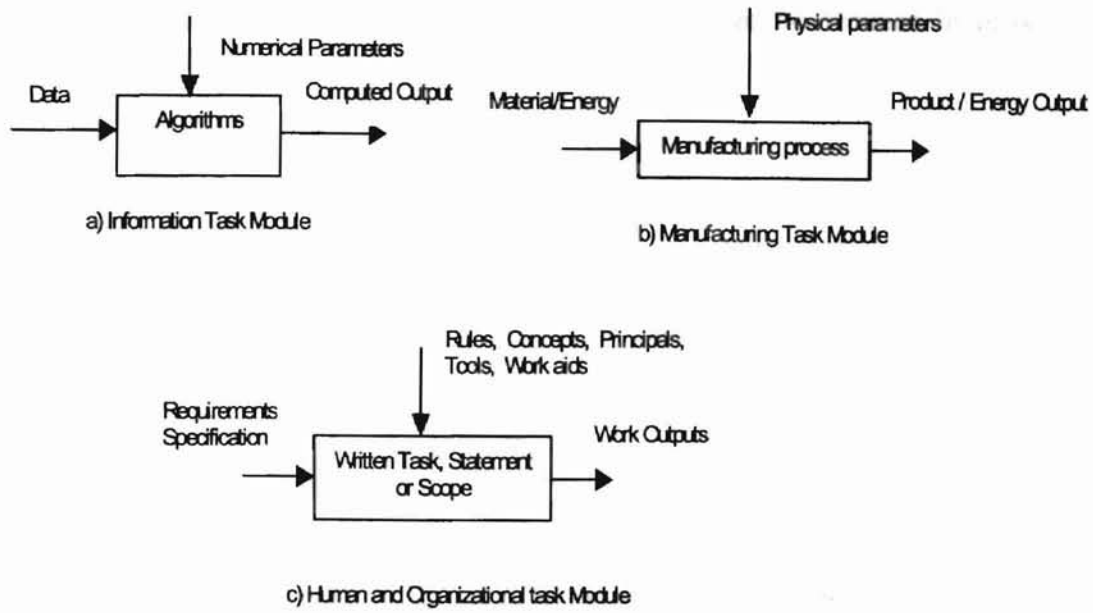 Numerical Parameters
Data
Computed Output
Algorithms
a) Information Task Module
Physical parameters
Material/Energy
Product / Energy Output
Manufacturing process
b) Manufacturing Task Module
Rules, Concepts, Principals,
Tools, Work aids
Requirements
Specification
Work Outputs
Written Task, Statement
or Scope
c) Human and Organizational task Module